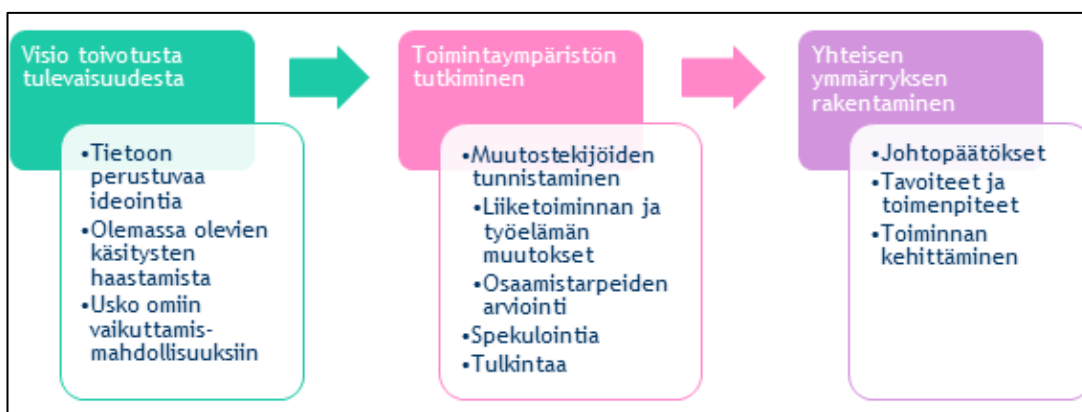 Visio toivotusta
tulevaisuudesta
•Tietoon
perustuvaa
ideointia
•Olemassa olevien
käsitysten
haastamista
•Usko omiin
vaikuttamis-
mahdollisuuksiin
Toimintaympäristön
tutkiminen
•Muutostekijöiden
tunnistaminen
•Liiketoiminnan ja
työelämän
muutokset
•Osaamistarpeiden
arviointi
•Spekulointia
•Tulkintaa
Yhteisen
ymmärryksen
rakentaminen
•Johtopäätökset
•Tavoiteet ja
toimenpiteet
•Toiminnan
kehittäminen